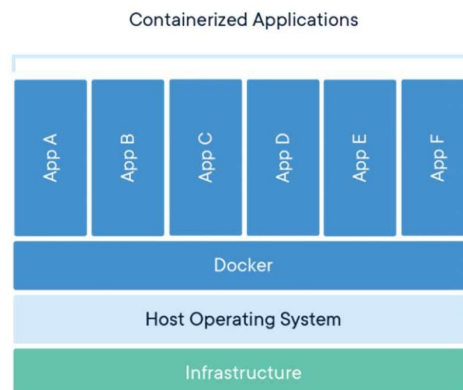 Containerized Applications
App A
App B
App C
App D
App E
App F
Docker
Host Operating System
Infrastructure